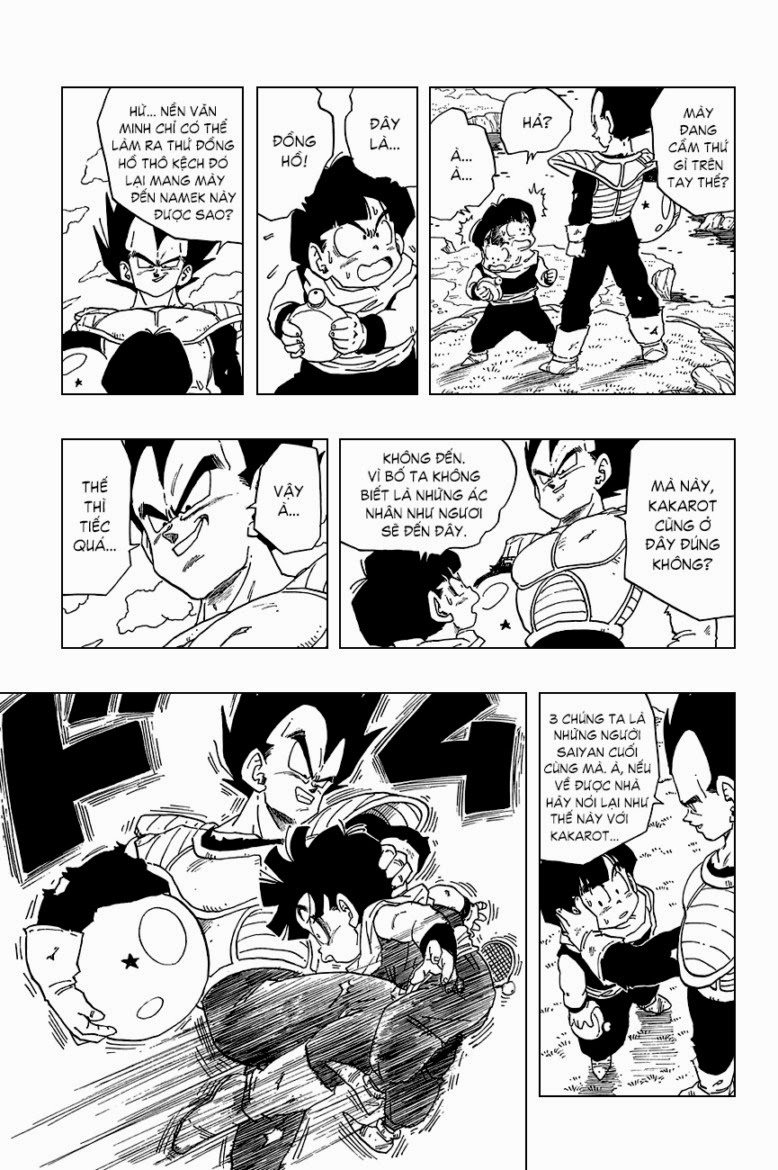 MÀY
ĐANG
CẦM THỨ
GÌ TRÊN
TAY THẾ?
HẢ?
À...
À...
ĐÂY
LÀ...
ĐỒNG
HỒ!
HỪ... NỀN VĂN
MINH CHỈ CÓ THỂ
LÀM RA THỨ ĐỒNG
HỒ THÔ KỆCH ĐÓ
LẠI MANG MÀY
ĐẾN NAMEK NÀY
ĐƯỢC SAO?
MÀ NÀY,
KAKAROT
CŨNG Ở
ĐÂY ĐÚNG
KHÔNG?
KHÔNG ĐẾN.
VÌ BỐ TA KHÔNG
BIẾT LÀ NHỮNG ÁC
NHÂN NHƯ NGƯƠI
SẼ ĐẾN ĐÂY.
VẬY
À...
THẾ
THÌ
TIẾC
QUÁ...
3 CHÚNG TA LÀ
NHỮNG NGƯỜI
SAIYAN CUỐI
CÙNG MÀ. À, NẾU
VỀ ĐƯỢC NHÀ
HÃY NÓI LẠI NHƯ
THẾ NÀY VỚI
KAKAROT...
ドム